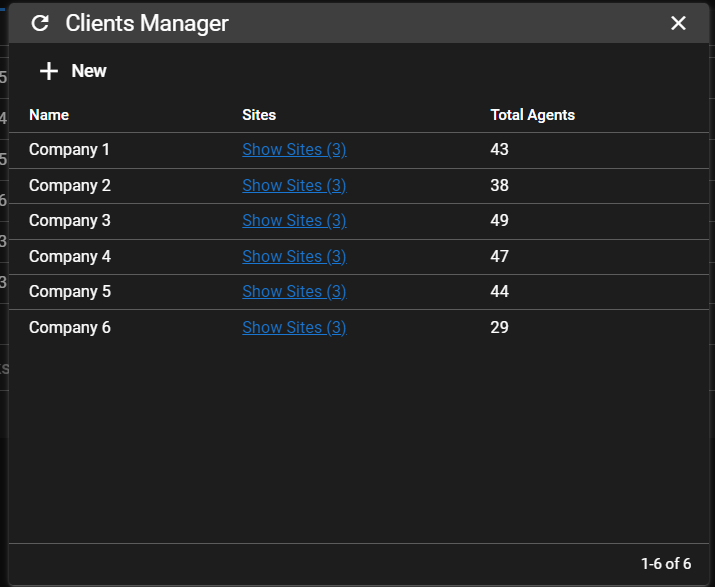 Clients Manager
New
Name Sites Total Agents
Company 1 Show Sites (3) 43
Company 2 Show Sites (3) 38
Company 3 Show Sites (3) 49
Company 4 Show Sites (3) 47
Company 5 Show Sites (3) 44
Company 6 Show Sites (3) 29
1-6 of 6